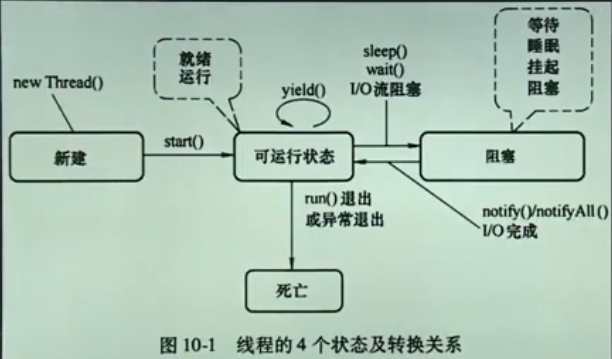 new Thread()
就绪
运行
yield()
sleep()
wait()
I/O 流阻塞
等待
睡眠
挂起
阻塞
新建
start()
可运行状态
阻塞
run() 退出
或异常退出
notify()/notifyAll()
I/O 完成
死亡
图 10-1 线程的 4 个状态及转换关系